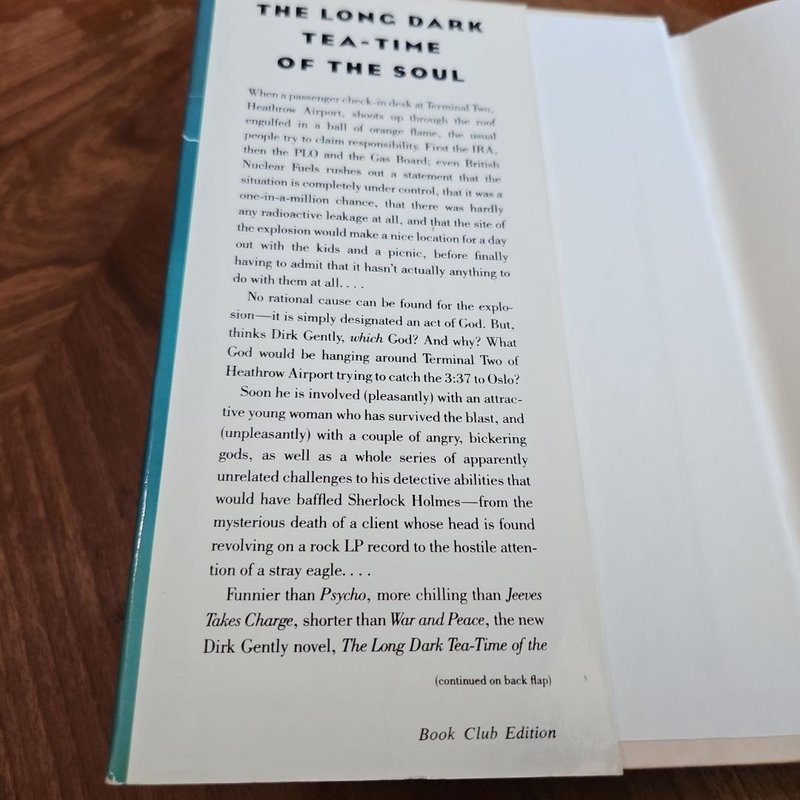 THE LONG DARK
TEA-TIME
OF THE SOUL
When a passenger check-in desk at Terminal Two,
Heathrow Airport, shoots up through the roof
engulfed in a ball of orange flame, the usual
people try to claim responsibility. First the IRA,
then the PLO and the Gas Board; even British
Nuclear Fuels rushes out a statement that the
situation is completely under control, that it was a
one-in-a-million chance, that there was hardly
any radioactive leakage at all, and that the site of
the explosion would make a nice location for a day
out with the kids and a picnic, before finally
having to admit that it hasn't actually anything to
do with them at all. . . .
No rational cause can be found for the explo-
sion—it is simply designated an act of God. But,
thinks Dirk Gently, which God? And why? What
God would be hanging around Terminal Two of
Heathrow Airport trying to catch the 3:37 to Oslo?
Soon he is involved (pleasantly) with an attrac-
tive young woman who has survived the blast, and
(unpleasantly) with a couple of angry, bickering
gods, as well as a whole series of apparently
unrelated challenges to his detective abilities that
would have baffled Sherlock Holmes—from the
mysterious death of a client whose head is found
revolving on a rock LP record to the hostile atten-
tion of a stray eagle. . . .
Funnier than Psycho, more chilling than Jeeves
Takes Charge, shorter than War and Peace, the new
Dirk Gently novel, The Long Dark Tea-Time of the
(continued on back flap)
Book Club Edition